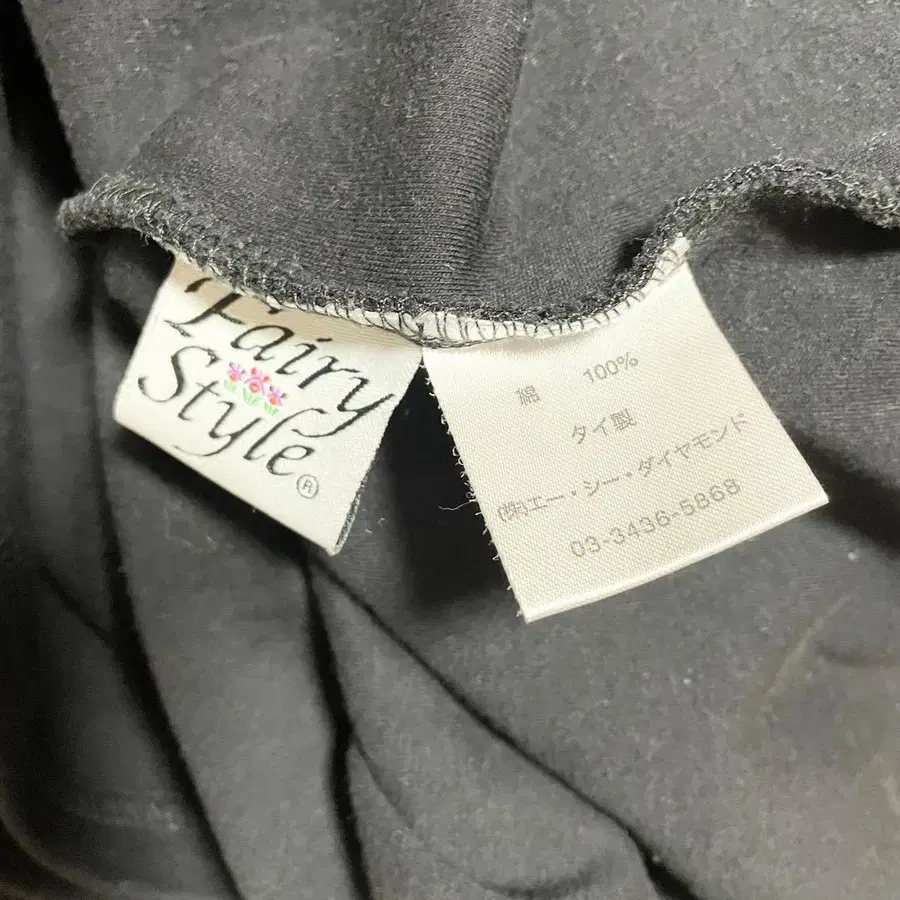 Fairy
Style®
綿 100%
タイ製
(株)エー・シー・ダイヤモンド
03-3436-5868